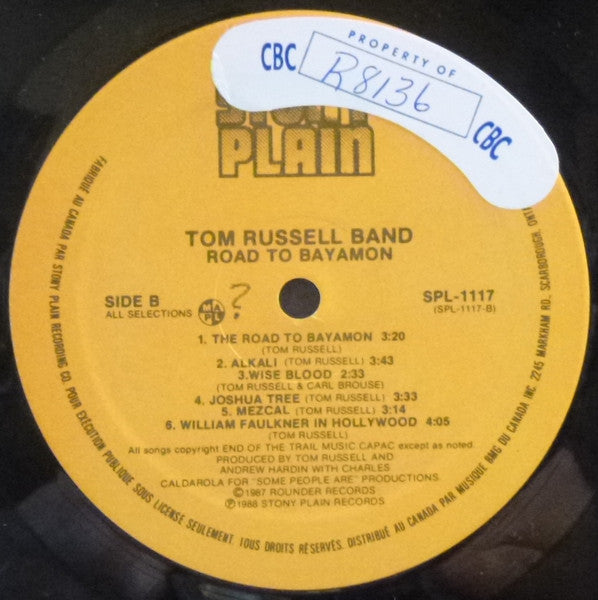 PROPERTY OF
CBC
R8136
CBC
STONY
PLAIN
TOM RUSSELL BAND
ROAD TO BAYAMON
SIDE B
ALL SELECTIONS
MAPL
?
SPL-1117
(SPL-1117-B)
1. THE ROAD TO BAYAMON 3:20
(TOM RUSSELL)
2. ALKALI (TOM RUSSELL) 3:43
3.WISE BLOOD 2:33
(TOM RUSSELL & CARL BROUSE)
4. JOSHUA TREE (TOM RUSSELL) 3:33
5. MEZCAL (TOM RUSSELL) 3:14
6. WILLIAM FAULKNER IN HOLLYWOOD 4:05
(TOM RUSSELL)
All songs copyright END OF THE TRAIL MUSIC CAPAC except as noted.
PRODUCED BY TOM RUSSELL AND
ANDREW HARDIN WITH CHARLES
CALDAROLA FOR "SOME PEOPLE ARE" PRODUCTIONS.
©1987 ROUNDER RECORDS
℗1988 STONY PLAIN RECORDS
FABRIQUÉ AU CANADA PAR STONY PLAIN RECORDING CO. POUR EXÉCUTION PUBLIQUE SOUS LICENSE SEULEMENT. TOUS DROITS RÉSERVÉS. DISTRIBUÉ AU CANADA PAR MUSIQUE BMG DU CANADA INC 2245 MARKHAM RD., SCARBOROUGH, ONT